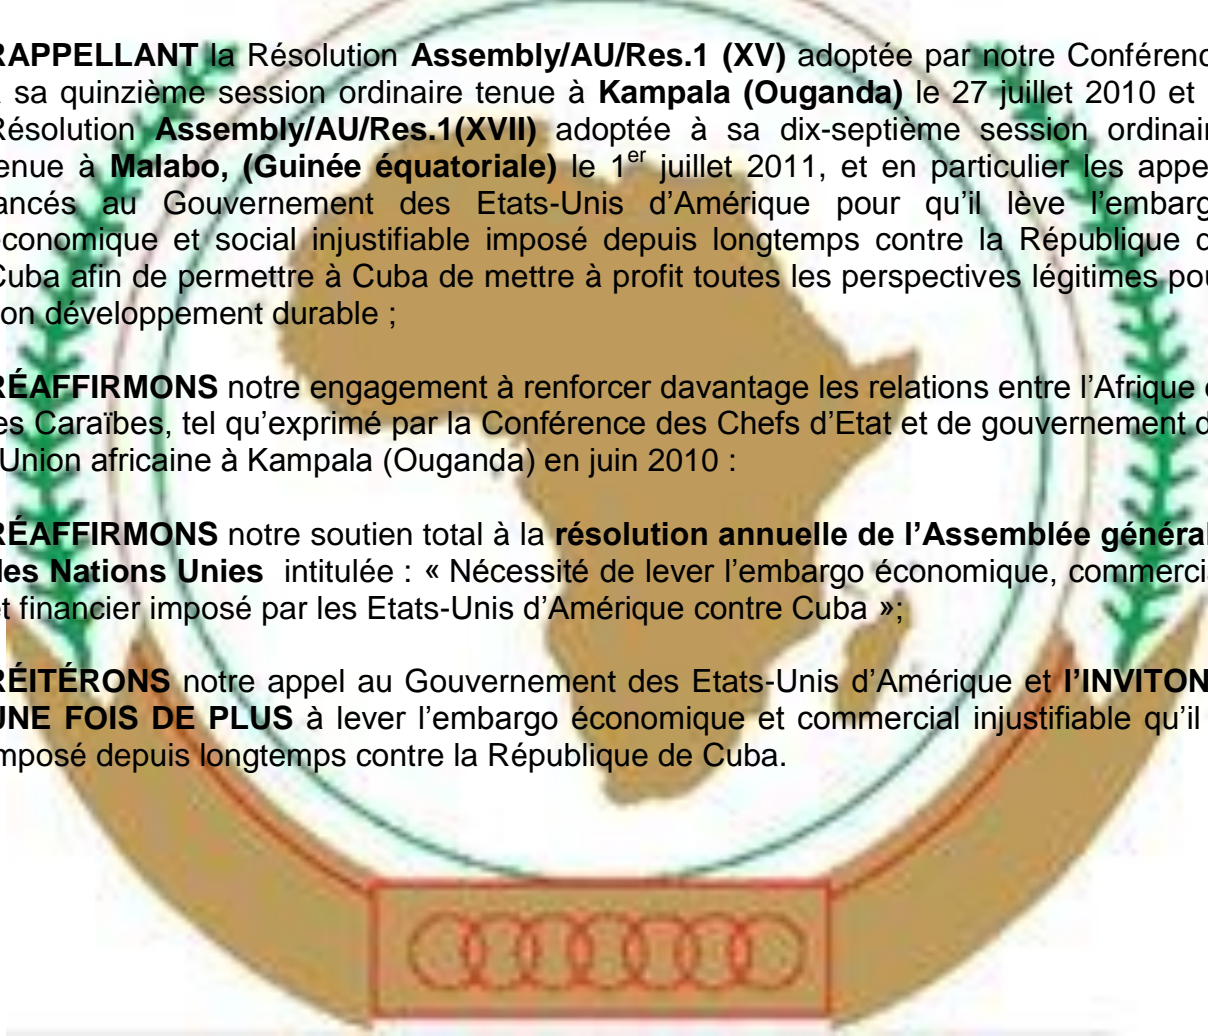 RAPPELLANT la Résolution Assembly/AU/Res.1 (XV) adoptée par notre Conférenc
sa quinzième session ordinaire tenue à Kampala (Ouganda) le 27 juillet 2010 et
Résolution Assembly/AU/Res.1(XVII) adoptée à sa dix-septième session ordinair
enue à Malabo, (Guinée équatoriale) le 1er juillet 2011, et en particulier les appel
ancés au Gouvernement des Etats-Unis d’Amérique pour qu’il lève l’embarg
économique et social injustifiable imposé depuis longtemps contre la République d
Cuba afin de permettre à Cuba de mettre à profit toutes les perspectives légitimes pou
on développement durable ;
RÉAFFIRMONS notre engagement à renforcer davantage les relations entre l’Afrique e
es Caraïbes, tel qu’exprimé par la Conférence des Chefs d’Etat et de gouvernement d
’Union africaine à Kampala (Ouganda) en juin 2010 :
RÉAFFIRMONS notre soutien total à la résolution annuelle de l’Assemblée général
des Nations Unies intitulée : « Nécessité de lever l’embargo économique, commercia
et financier imposé par les Etats-Unis d’Amérique contre Cuba »;
RÉITÉRONS notre appel au Gouvernement des Etats-Unis d’Amérique et l’INVITON
UNE FOIS DE PLUS à lever l’embargo économique et commercial injustifiable qu’il
mposé depuis longtemps contre la République de Cuba.